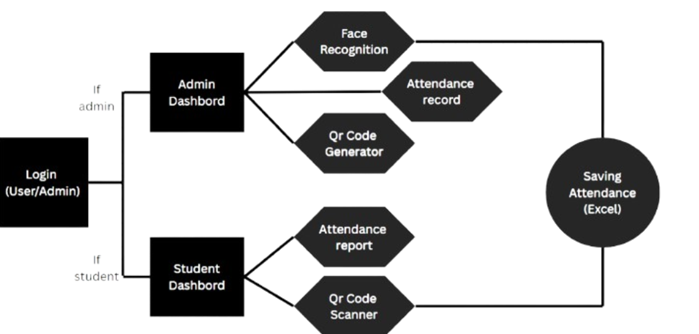 Face
Recognition
If
admin
Admin
Dashbord
Attendance
record
Qr Code
Generator
Login
(User/Admin)
Saving
Attendance
(Excel)
Attendance
report
If
student
Student
Dashbord
Qr Code
Scanner